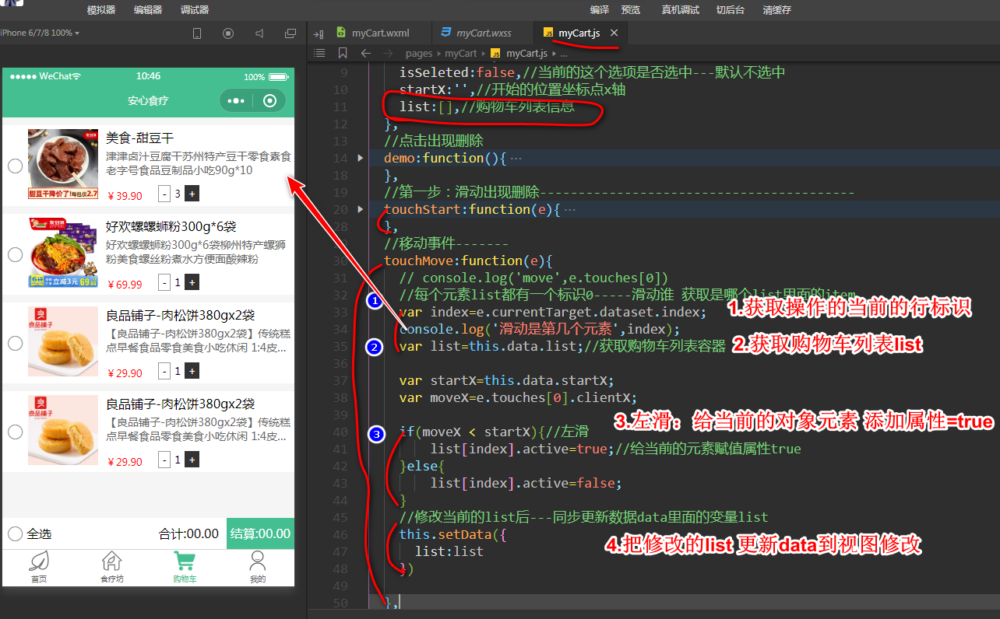 模拟器 编辑器 调试器 编译 预览 真机调试 切后台 清缓存
iPhone 6/7/8 100%
myCart.wxml myCart.wxss myCart.js
pages myCart myCart.js ...
WeChat 10:46 100%
安心食疗
美食-甜豆干
津津卤汁豆腐干苏州特产豆干零食素食
老字号食品豆制品小吃90g*10
￥39.90 - 3 +
甜豆干降价了!每包仅2.7
好欢螺螺蛳粉300g*6袋
好欢螺螺蛳粉300g*6袋柳州特产螺狮
粉美食螺丝粉煮水方便面酸辣粉
￥69.99 - 1 +
6袋 立减3元 69.99
良品铺子-肉松饼380gx2袋
【良品铺子-肉松饼380gx2袋】传统糕
点早餐食品零食美食小吃休闲 1:4皮...
￥29.90 - 1 +
良品铺子
良品铺子-肉松饼380gx2袋
【良品铺子-肉松饼380gx2袋】传统糕
点早餐食品零食美食小吃休闲 1:4皮...
￥29.90 - 1 +
良品铺子
全选 合计:00.00 结算:00.00
首页 食疗坊 购物车 我的
9 isSeleted:false,//当前的这个选项是否选中---默认不选中
10 startX:'',//开始的位置坐标点x轴
11 list:[],//购物车列表信息
12 },
13 //点击出现删除
14 demo:function(){ ...
18 },
19 //第一步：滑动出现删除-----------------------------------------
20 touchStart:function(e){ ...
28 },
29 //移动事件-------
30 touchMove:function(e){
31 // console.log('move',e.touches[0])
32 //每个元素list都有一个标识0-----滑动谁 获取是哪个list里面的item
33 var index=e.currentTarget.dataset.index;
34 console.log('滑动是第几个元素',index);
35 var list=this.data.list;//获取购物车列表容器
36
37 var startX=this.data.startX;
38 var moveX=e.touches[0].clientX;
39
40 if(moveX < startX){//左滑
41 list[index].active=true;//给当前的元素赋值属性true
42 }else{
43 list[index].active=false;
44 }
45 //修改当前的list后---同步更新数据data里面的变量list
46 this.setData({
47 list:list
48 })
49
50 },
1
2
3
1.获取操作的当前的行标识
2.获取购物车列表list
3.左滑：给当前的对象元素 添加属性=true
4.把修改的list 更新data到视图修改